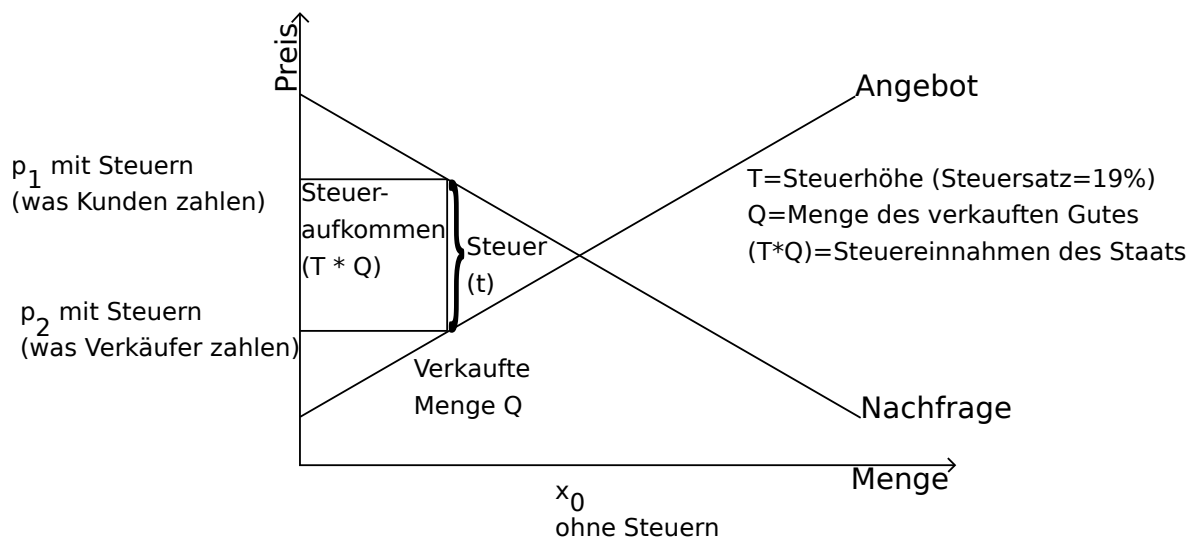 Preis
Angebot
p1 mit Steuern
(was Kunden zahlen)
Steuer-
aufkommen
(T * Q)
Steuer
(t)
T=Steuerhöhe (Steuersatz=19%)
Q=Menge des verkauften Gutes
(T*Q)=Steuereinnahmen des Staats
p2 mit Steuern
(was Verkäufer zahlen)
Verkaufte
Menge Q
Nachfrage
Menge
x0
ohne Steuern